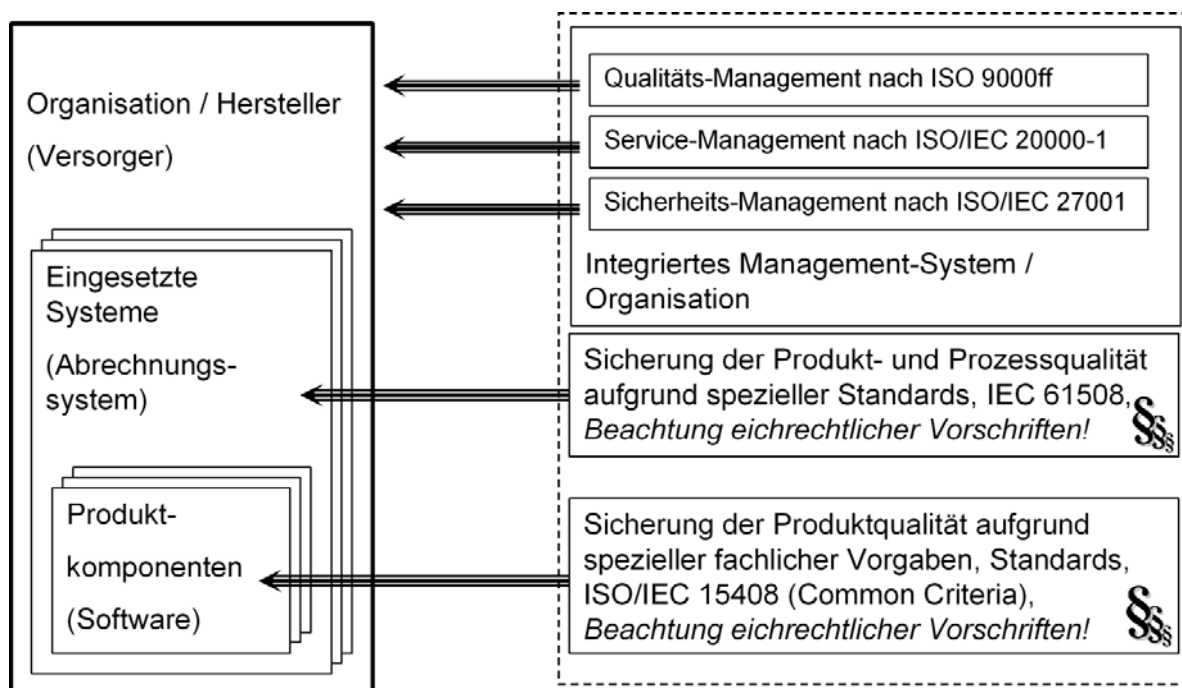 Organisation / Hersteller
(Versorger)
Eingesetzte
Systeme
(Abrechnungs-
system)
Produkt-
komponenten
(Software)
Qualitäts-Management nach ISO 9000ff
Service-Management nach ISO/IEC 20000-1
Sicherheits-Management nach ISO/IEC 27001
Integriertes Management-System /
Organisation
Sicherung der Produkt- und Prozessqualität
aufgrund spezieller Standards, IEC 61508,
Beachtung eichrechtlicher Vorschriften!
§§§
Sicherung der Produktqualität aufgrund
spezieller fachlicher Vorgaben, Standards,
ISO/IEC 15408 (Common Criteria),
Beachtung eichrechtlicher Vorschriften!
§§§